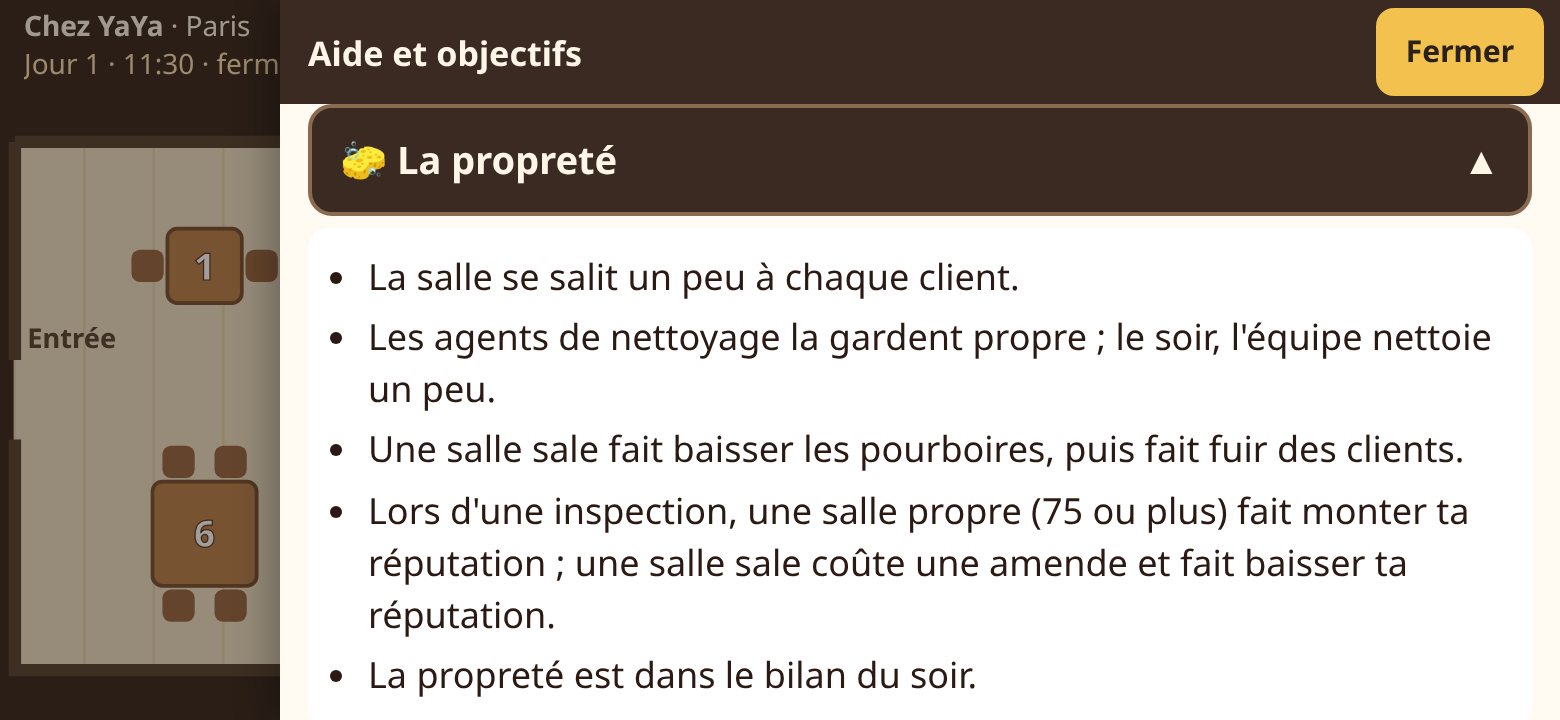 Chez YaYa · Paris
Jour 1 · 11:30 · ferm
Aide et objectifs
Fermer
🧽 La propreté ▲
1
Entrée
6
• La salle se salit un peu à chaque client.
• Les agents de nettoyage la gardent propre ; le soir, l'équipe nettoie
un peu.
• Une salle sale fait baisser les pourboires, puis fait fuir des clients.
• Lors d'une inspection, une salle propre (75 ou plus) fait monter ta
réputation ; une salle sale coûte une amende et fait baisser ta
réputation.
• La propreté est dans le bilan du soir.